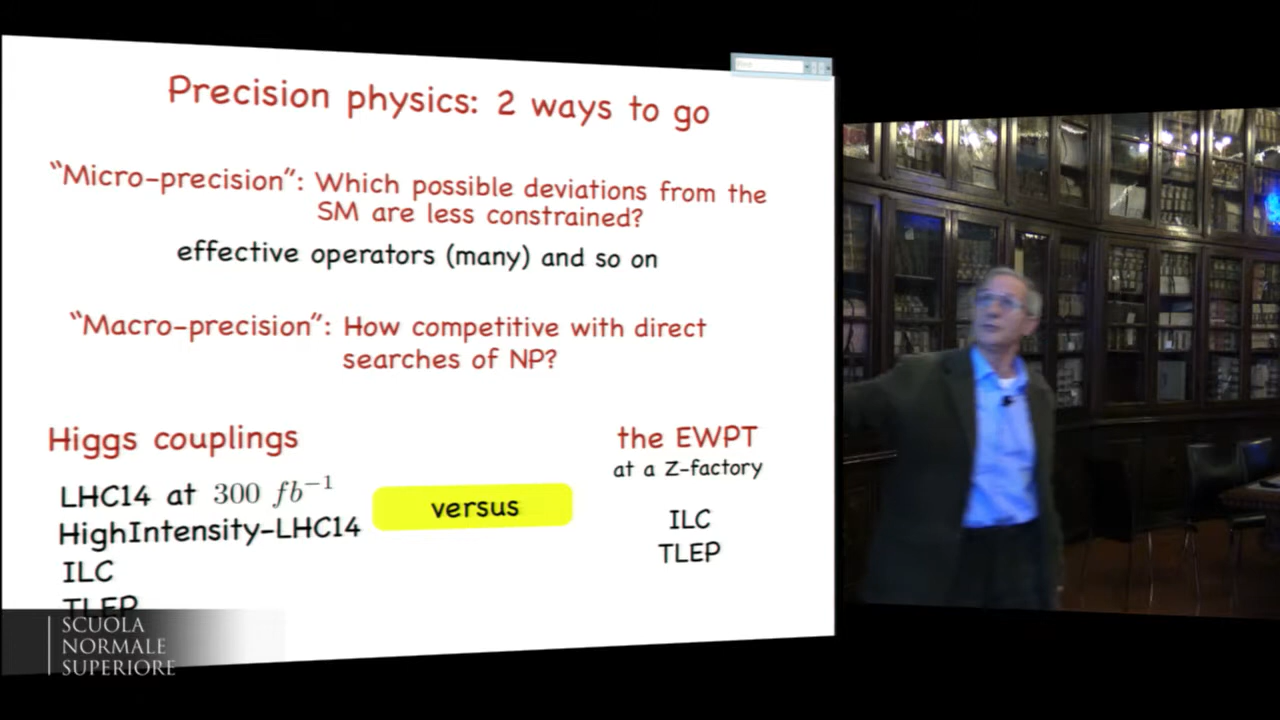 Precision physics: 2 ways to go
“Micro-precision”: Which possible deviations from the
SM are less constrained?
effective operators (many) and so on
“Macro-precision”: How competitive with direct
searches of NP?
Higgs couplings
LHC14 at 300 fb⁻¹
HighIntensity-LHC14
ILC
TLEP
versus
the EWPT
at a Z-factory
ILC
TLEP
SCUOLA
NORMALE
SUPERIORE